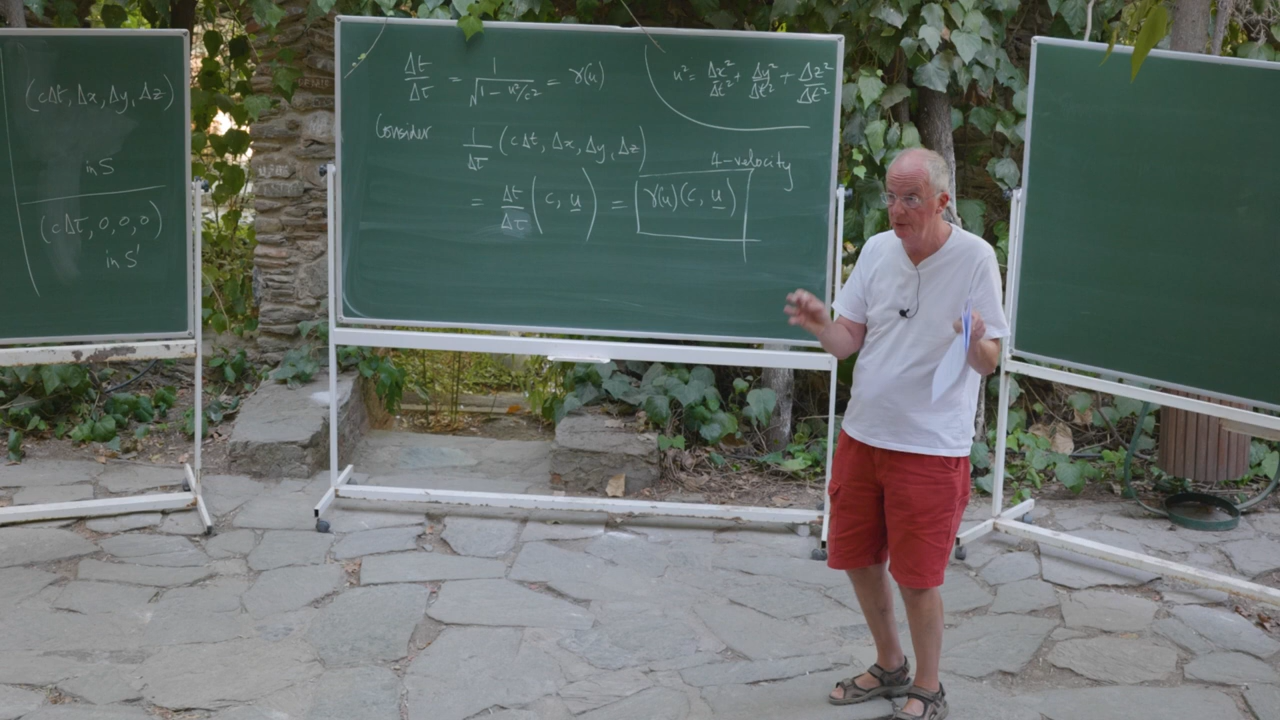 (cΔt, Δx, Δy, Δz)
in S
(cΔτ, 0, 0, 0)
in S'
Δt/Δτ = 1/√(1 - u²/c²) = γ(u)
u² = Δx²/Δt² + Δy²/Δt² + Δz²/Δt²
Consider 1/Δτ (cΔt, Δx, Δy, Δz)
4-velocity
= Δt/Δτ (c, u) = γ(u)(c, u)